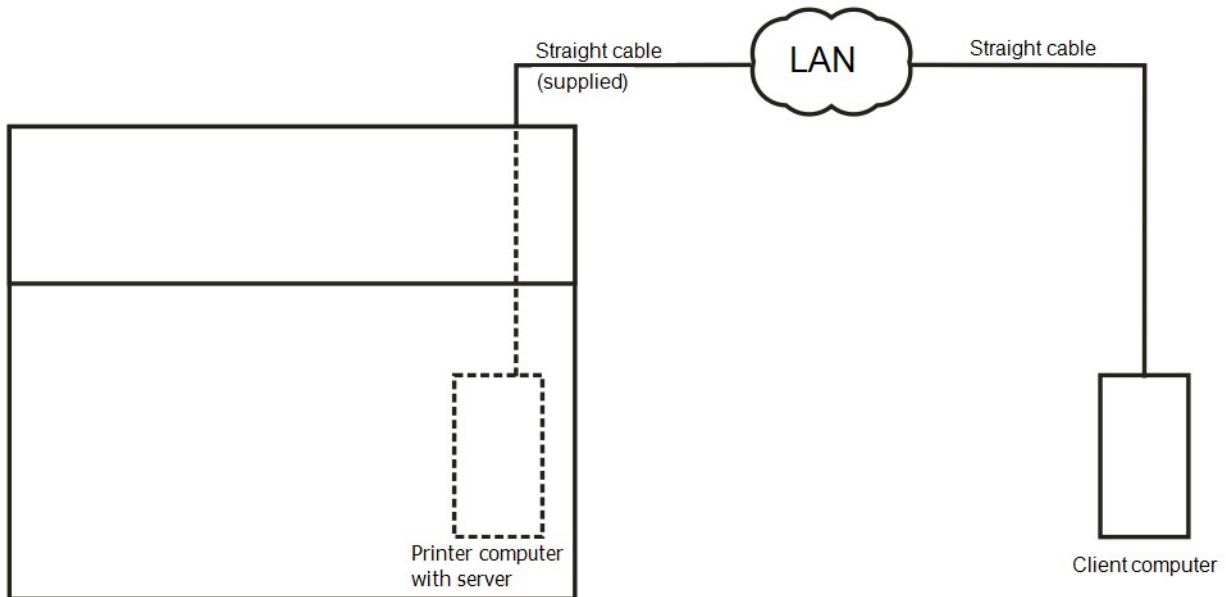 Straight cable
(supplied)
LAN
Straight cable
Printer computer
with server
Client computer